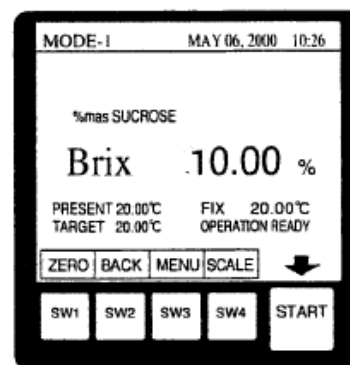 MODE-1 MAY 06, 2000 10:26
%mas SUCROSE
Brix 10.00 %
PRESENT 20.00℃ FIX 20.00℃
TARGET 20.00℃ OPERATION READY
ZERO BACK MENU SCALE
SW1 SW2 SW3 SW4 START